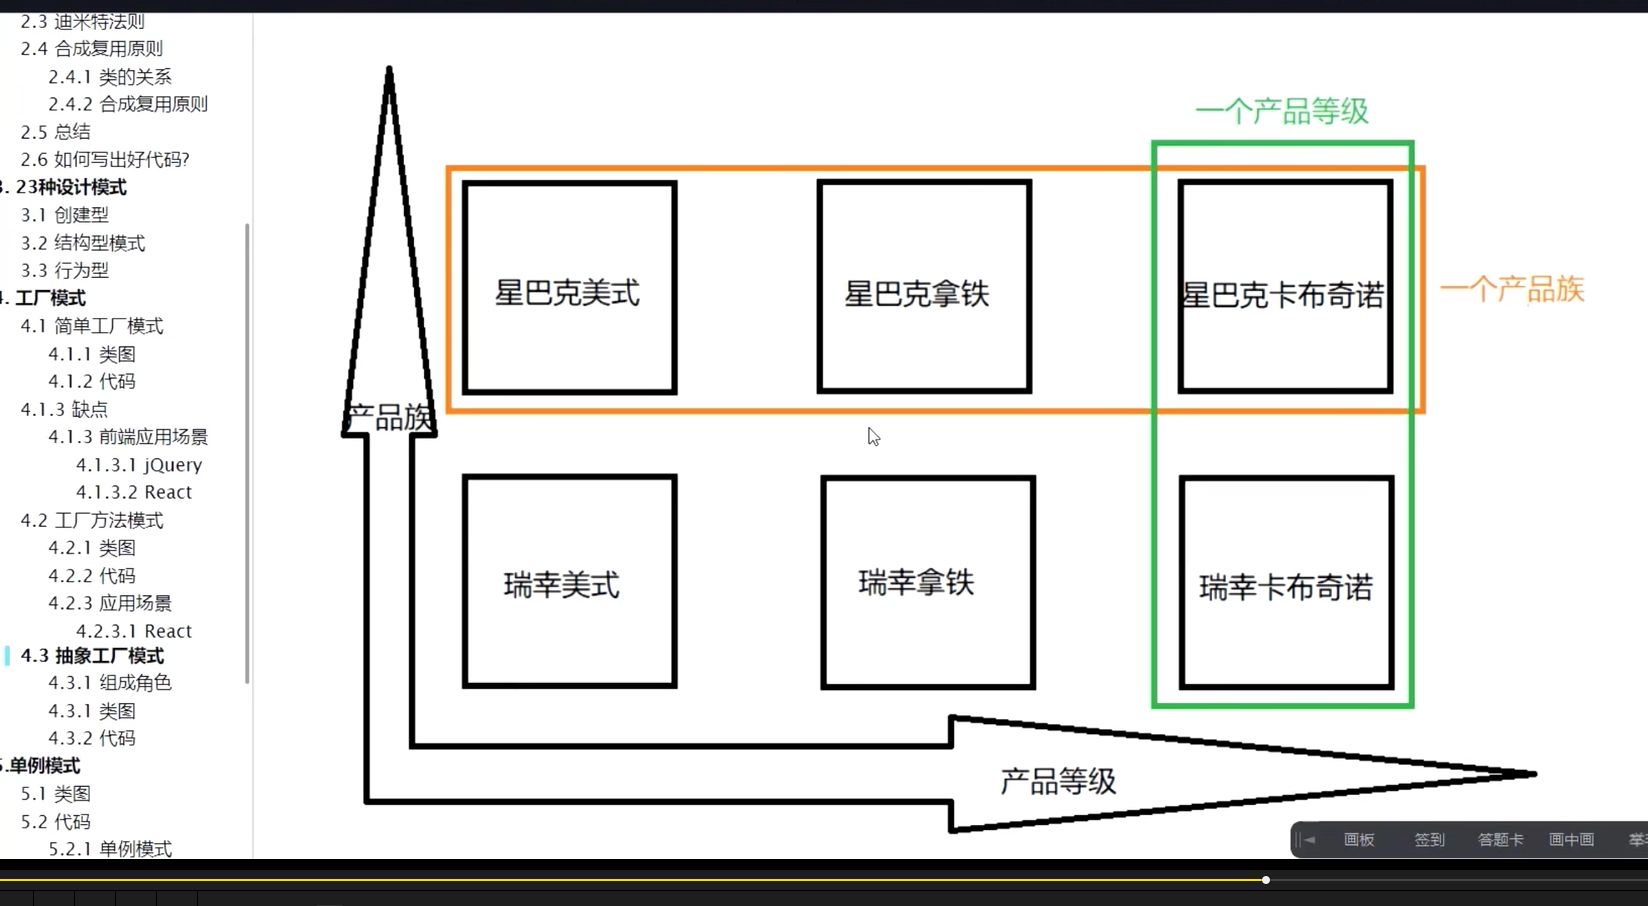 2.3 迪米特法则
2.4 合成复用原则
2.4.1 类的关系
2.4.2 合成复用原则
2.5 总结
2.6 如何写出好代码?
3. 23种设计模式
3.1 创建型
3.2 结构型模式
3.3 行为型
4. 工厂模式
4.1 简单工厂模式
4.1.1 类图
4.1.2 代码
4.1.3 缺点
4.1.3 前端应用场景
4.1.3.1 jQuery
4.1.3.2 React
4.2 工厂方法模式
4.2.1 类图
4.2.2 代码
4.2.3 应用场景
4.2.3.1 React
4.3 抽象工厂模式
4.3.1 组成角色
4.3.1 类图
4.3.2 代码
5.单例模式
5.1 类图
5.2 代码
5.2.1 单例模式
一个产品等级
星巴克美式
星巴克拿铁
星巴克卡布奇诺
一个产品族
产品族
瑞幸美式
瑞幸拿铁
瑞幸卡布奇诺
产品等级
画板 签到 答题卡 画中画